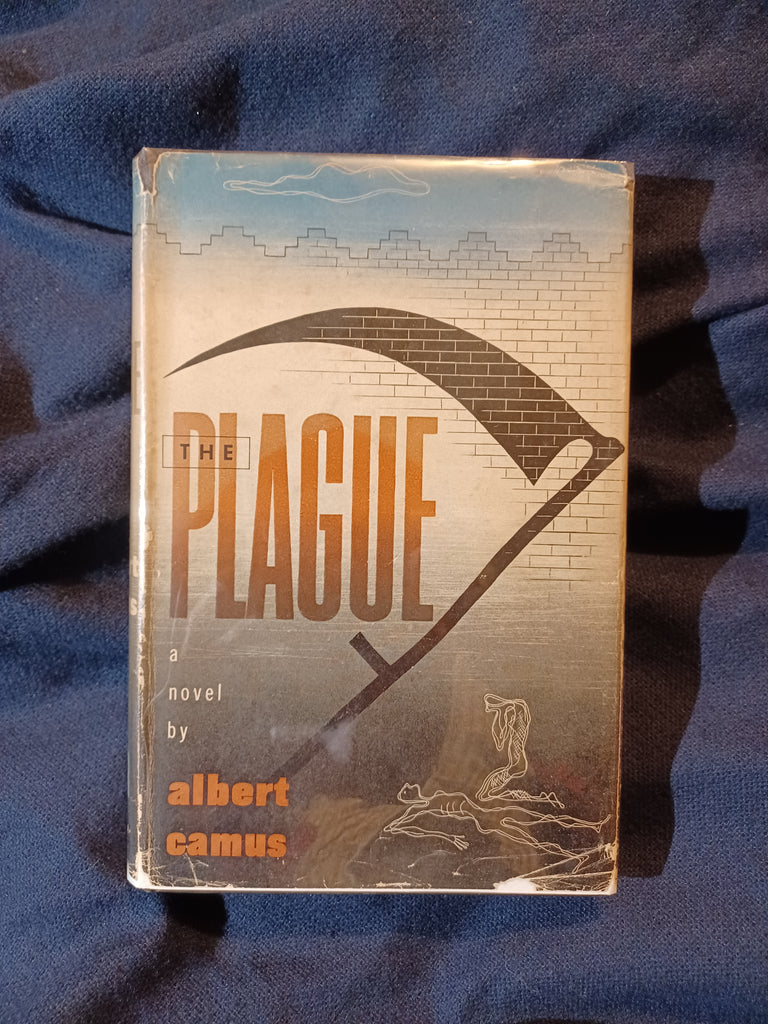 THE
PLAGUE
a
novel
by
albert
camus